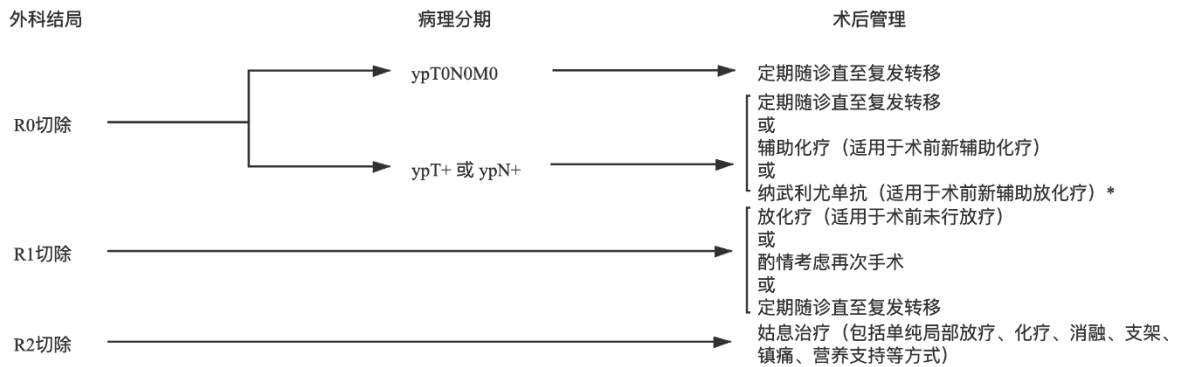 外科结局 病理分期 术后管理
ypT0N0M0 定期随诊直至复发转移
R0切除
定期随诊直至复发转移
或
辅助化疗（适用于术前新辅助化疗）
或
ypT+ 或 ypN+
纳武利尤单抗（适用于术前新辅助放化疗）*
R1切除
放化疗（适用于术前未行放疗）
或
酌情考虑再次手术
或
定期随诊直至复发转移
R2切除
姑息治疗（包括单纯局部放疗、化疗、消融、支架、
镇痛、营养支持等方式）